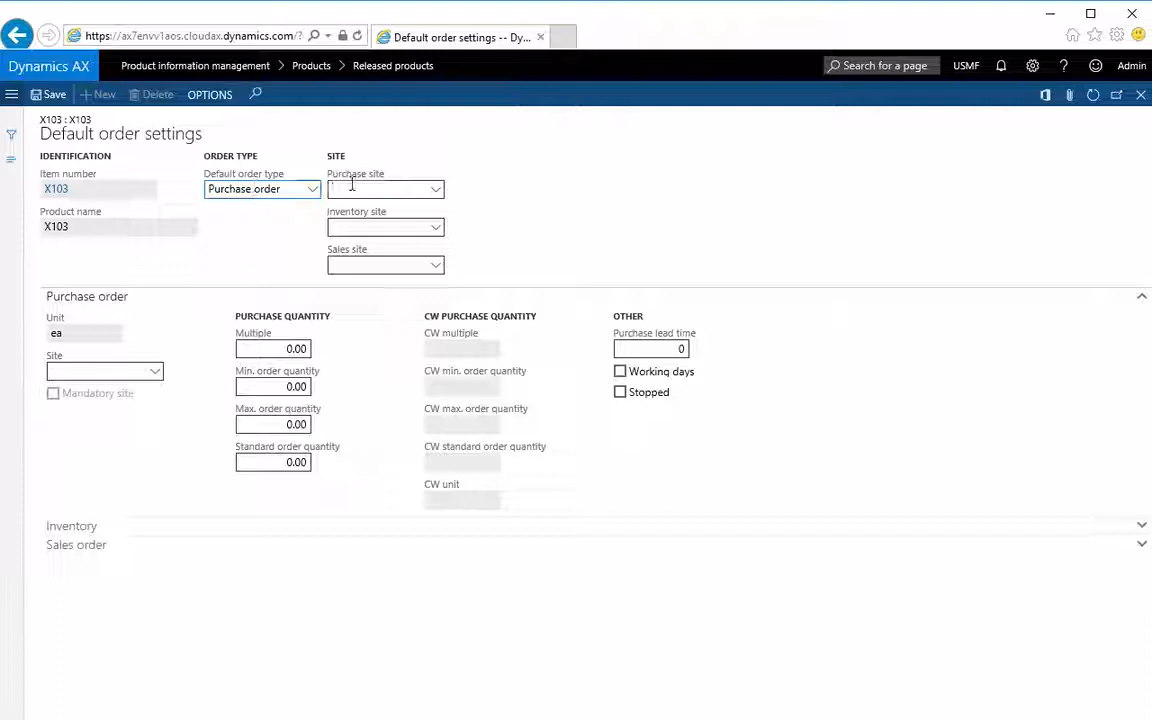 https://ax7envv1aos.cloudax.dynamics.com/?
Default order settings -- Dy...
Dynamics AX
Product information management > Products > Released products
Search for a page
USMF
? Admin
Save + New Delete OPTIONS
X103 : X103
Default order settings
IDENTIFICATION ORDER TYPE SITE
Item number Default order type Purchase site
X103 Purchase order
Product name Inventory site
X103
Sales site
Purchase order
Unit PURCHASE QUANTITY CW PURCHASE QUANTITY OTHER
Multiple CW multiple Purchase lead time
ea 0.00 0
Site Min. order quantity CW min. order quantity Working days
0.00
Mandatory site Stopped
Max. order quantity CW max. order quantity
0.00
Standard order quantity CW standard order quantity
0.00
CW unit
Inventory
Sales order